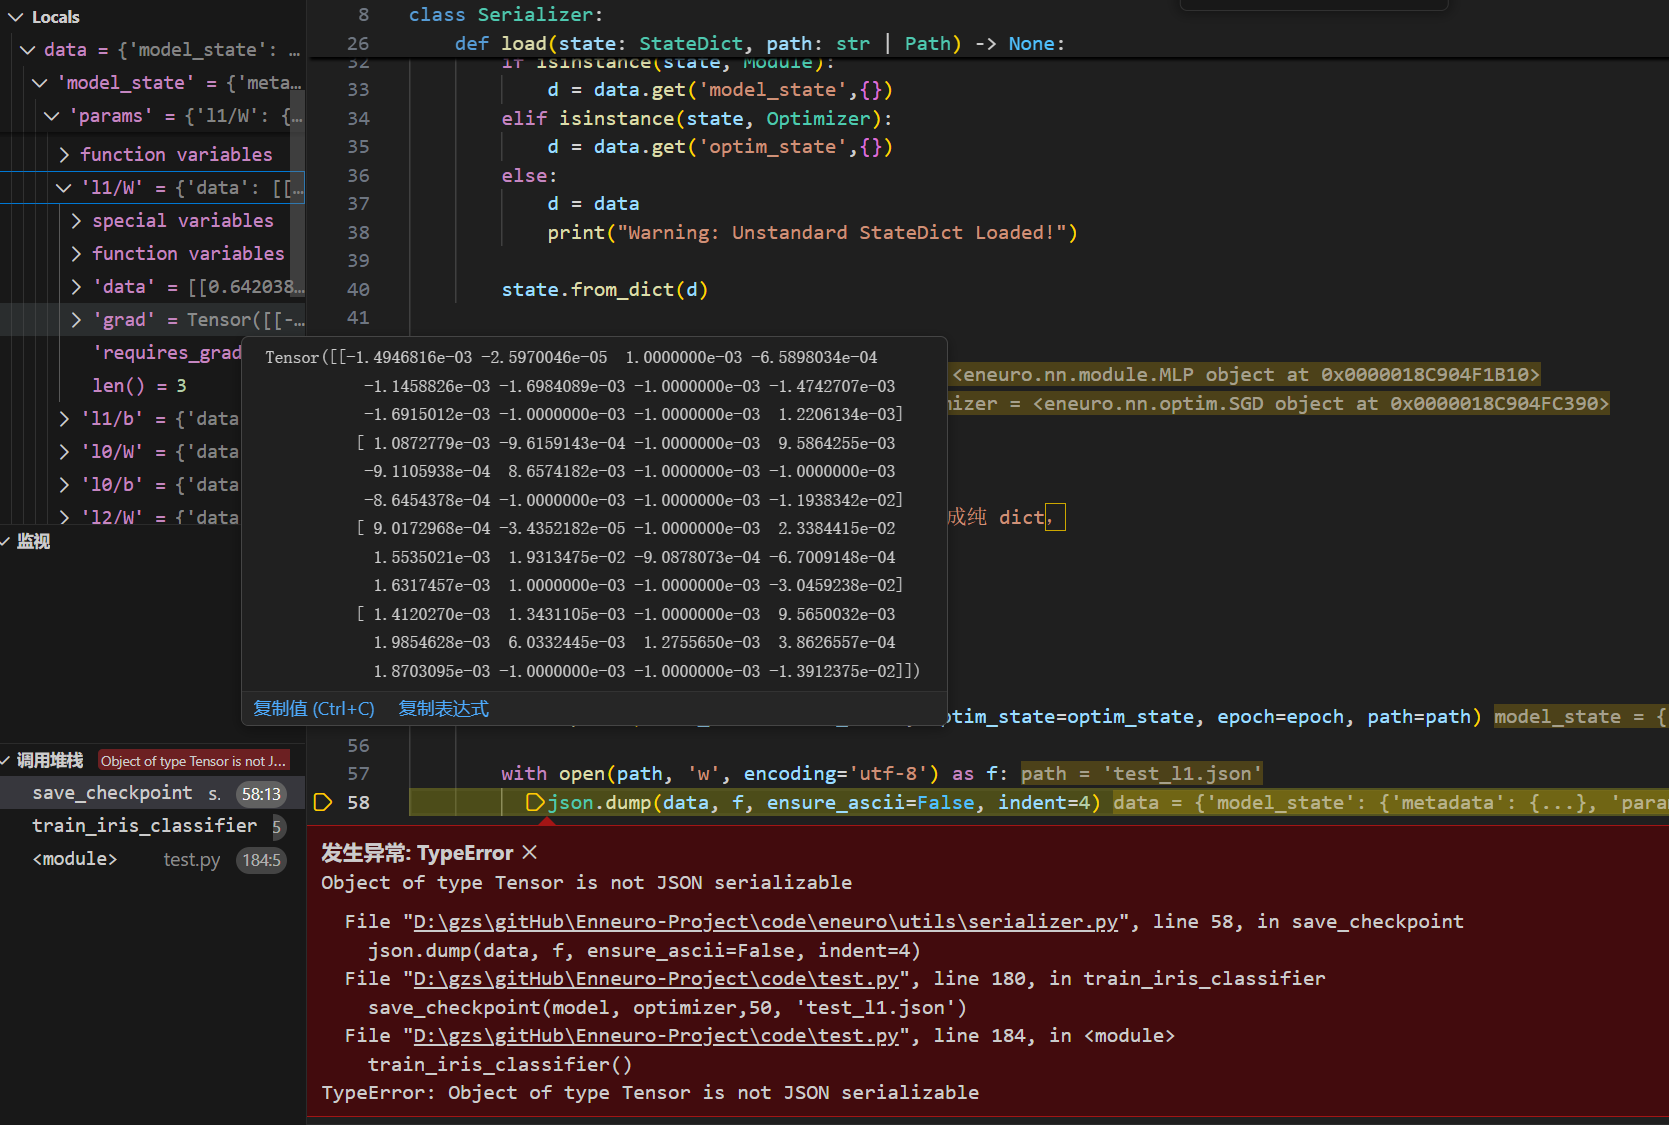 Locals
data = {'model_state': ...
'model_state' = {'meta...
'params' = {'l1/W': {...
function variables
'l1/W' = {'data': [[...
special variables
function variables
'data' = [[0.642038...
'grad' = Tensor([[-...
'requires_grad
len() = 3
'l1/b' = {'data
'l0/W' = {'data
'l0/b' = {'data
'l2/W' = {'data
监视
调用堆栈 Object of type Tensor is not J...
save_checkpoint s. 58:13
train_iris_classifier 5
<module> test.py 184:5
8 class Serializer:
26 def load(state: StateDict, path: str | Path) -> None:
32 if isinstance(state, Module):
33 d = data.get('model_state',{})
34 elif isinstance(state, Optimizer):
35 d = data.get('optim_state',{})
36 else:
37 d = data
38 print("Warning: Unstandard StateDict Loaded!")
39
40 state.from_dict(d)
41
<eneuro.nn.module.MLP object at 0x0000018C904F1B10>
mizer = <eneuro.nn.optim.SGD object at 0x0000018C904FC390>
成纯 dict，
Tensor([[-1.4946816e-03 -2.5970046e-05 1.0000000e-03 -6.5898034e-04
-1.1458826e-03 -1.6984089e-03 -1.0000000e-03 -1.4742707e-03
-1.6915012e-03 -1.0000000e-03 -1.0000000e-03 1.2206134e-03]
[ 1.0872779e-03 -9.6159143e-04 -1.0000000e-03 9.5864255e-03
-9.1105938e-04 8.6574182e-03 -1.0000000e-03 -1.0000000e-03
-8.6454378e-04 -1.0000000e-03 -1.0000000e-03 -1.1938342e-02]
[ 9.0172968e-04 -3.4352182e-05 -1.0000000e-03 2.3384415e-02
1.5535021e-03 1.9313475e-02 -9.0878073e-04 -6.7009148e-04
1.6317457e-03 1.0000000e-03 -1.0000000e-03 -3.0459238e-02]
[ 1.4120270e-03 1.3431105e-03 -1.0000000e-03 9.5650032e-03
1.9854628e-03 6.0332445e-03 1.2755650e-03 3.8626557e-04
1.8703095e-03 -1.0000000e-03 -1.0000000e-03 -1.3912375e-02]])
复制值 (Ctrl+C) 复制表达式
ptim_state=optim_state, epoch=epoch, path=path) model_state = {
56
57 with open(path, 'w', encoding='utf-8') as f: path = 'test_l1.json'
58 json.dump(data, f, ensure_ascii=False, indent=4) data = {'model_state': {'metadata': {...}, 'para
发生异常: TypeError
Object of type Tensor is not JSON serializable
File "D:\gzs\gitHub\Enneuro-Project\code\eneuro\utils\serializer.py", line 58, in save_checkpoint
json.dump(data, f, ensure_ascii=False, indent=4)
File "D:\gzs\gitHub\Enneuro-Project\code\test.py", line 180, in train_iris_classifier
save_checkpoint(model, optimizer,50, 'test_l1.json')
File "D:\gzs\gitHub\Enneuro-Project\code\test.py", line 184, in <module>
train_iris_classifier()
TypeError: Object of type Tensor is not JSON serializable